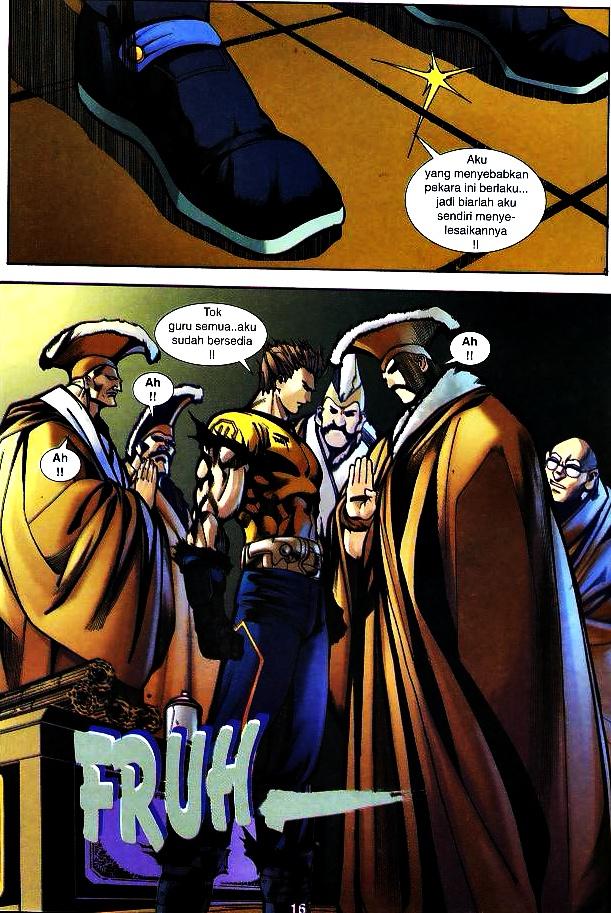 Aku
yang menyebabkan
pekara ini berlaku...
jadi biarlah aku
sendiri menye-
lesaikannya
!!
Tok
guru semua..aku
sudah bersedia
!!
Ah
!!
Ah
!!
Ah
!!
FRUH
16